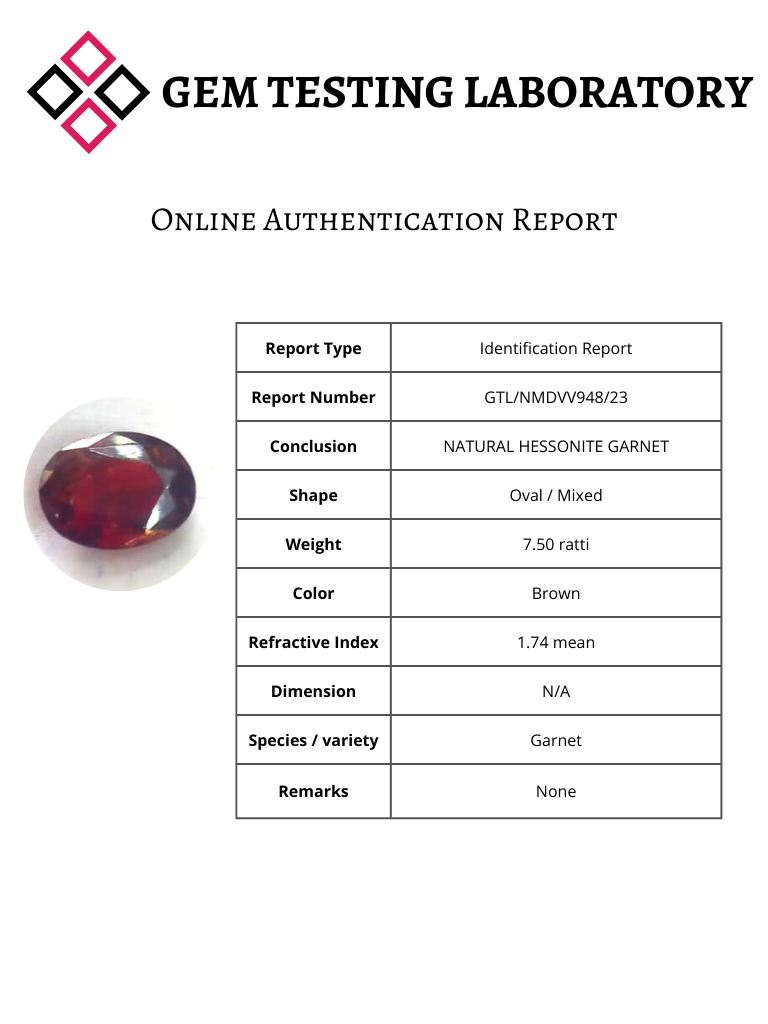 GEM TESTING LABORATORY
Online Authentication Report
Report Type Identification Report
Report Number GTL/NMDVV948/23
Conclusion NATURAL HESSONITE GARNET
Shape Oval / Mixed
Weight 7.50 ratti
Color Brown
Refractive Index 1.74 mean
Dimension N/A
Species / variety Garnet
Remarks None